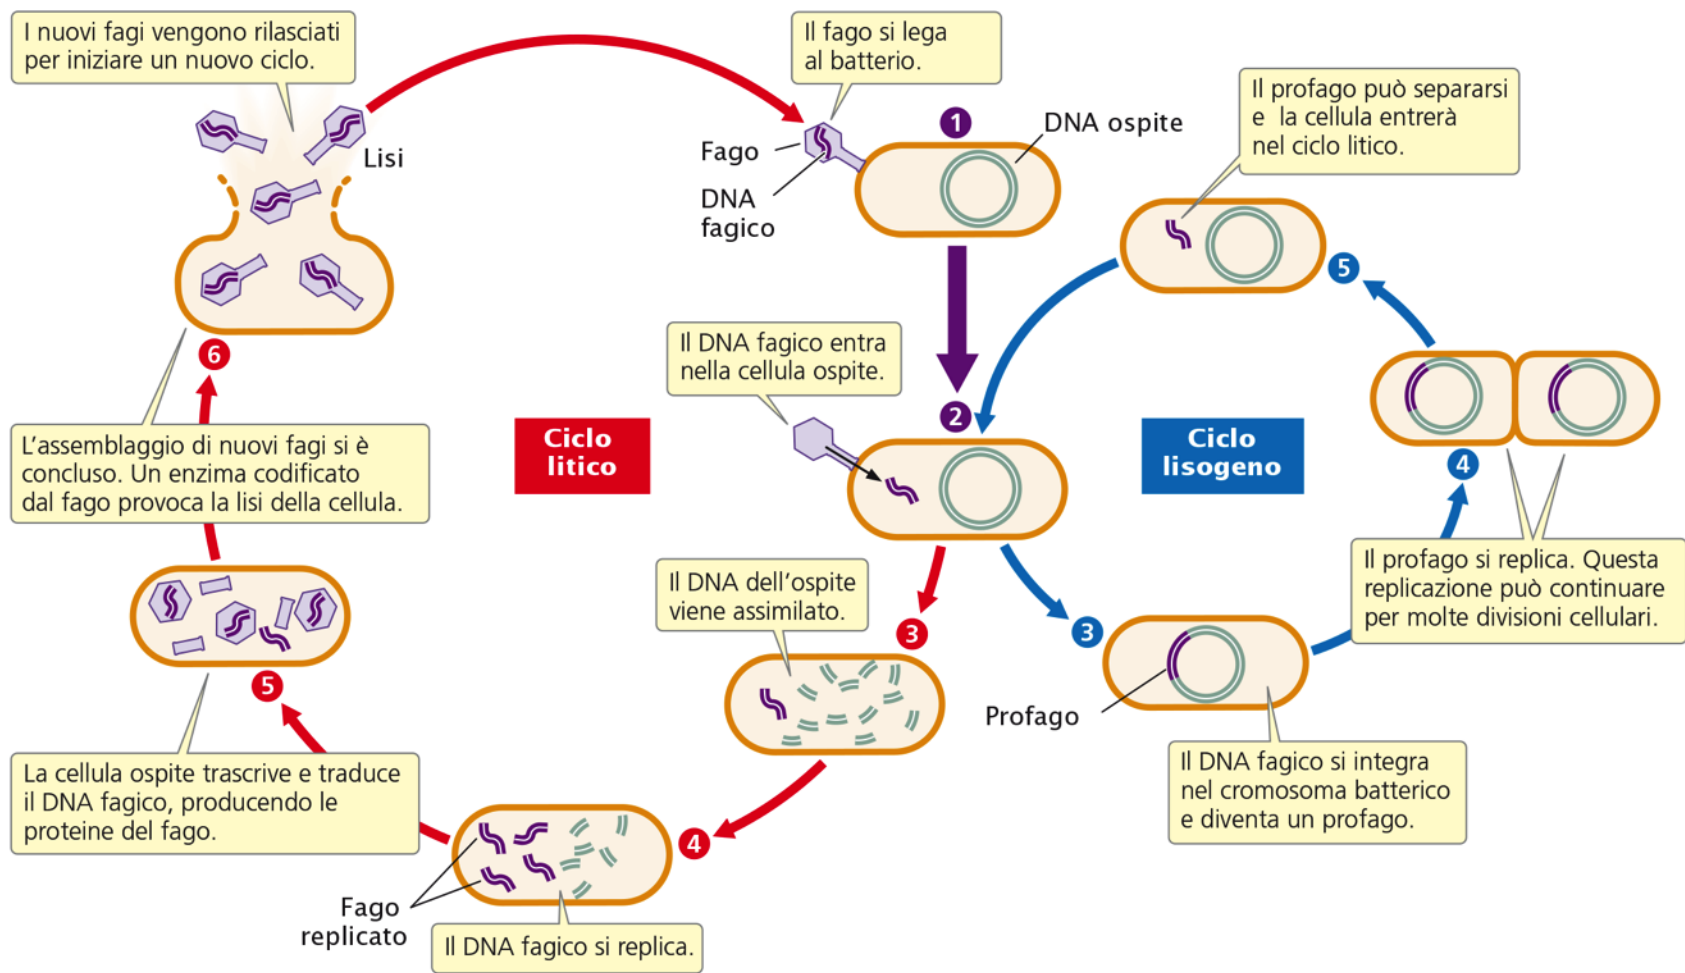 I nuovi fagi vengono rilasciati
per iniziare un nuovo ciclo.
Lisi
Il fago si lega
al batterio.
1
DNA ospite
Fago
DNA
fagico
Il profago può separarsi
e la cellula entrerà
nel ciclo litico.
5
Il DNA fagico entra
nella cellula ospite.
2
Ciclo
litico
Ciclo
lisogeno
6
L'assemblaggio di nuovi fagi si è
concluso. Un enzima codificato
dal fago provoca la lisi della cellula.
4
Il profago si replica. Questa
replicazione può continuare
per molte divisioni cellulari.
Il DNA dell'ospite
viene assimilato.
3
3
Profago
Il DNA fagico si integra
nel cromosoma batterico
e diventa un profago.
5
La cellula ospite trascrive e traduce
il DNA fagico, producendo le
proteine del fago.
4
Fago
replicato
Il DNA fagico si replica.